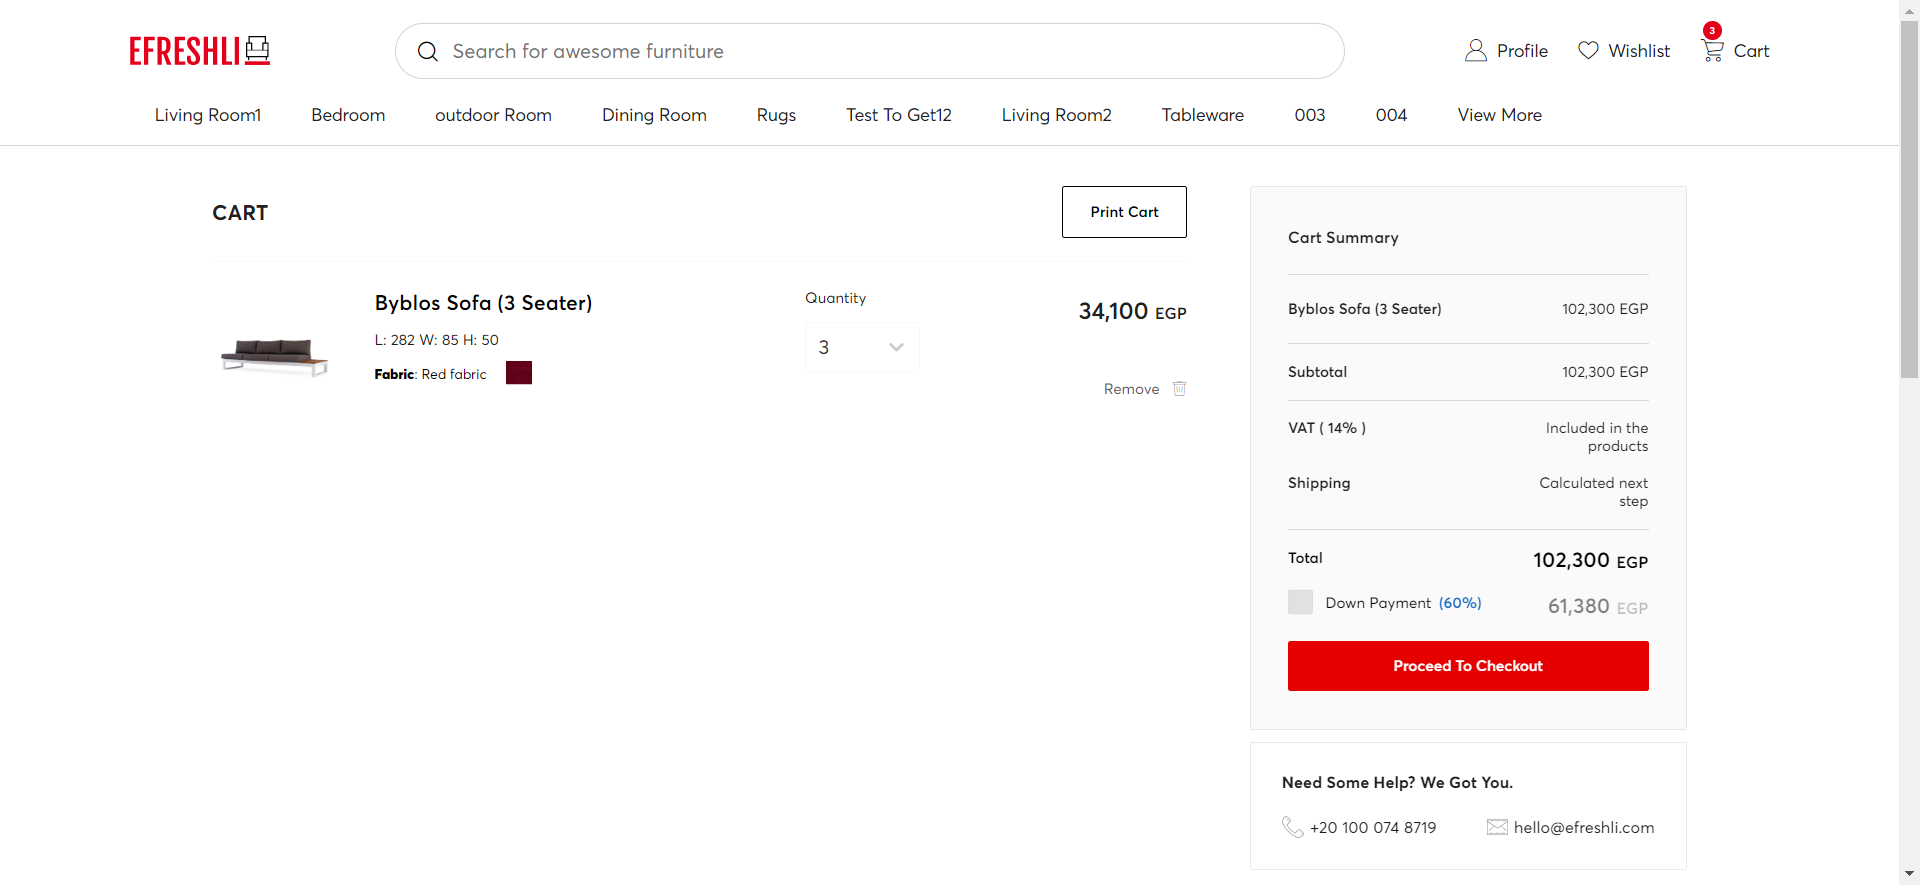 EFRESHLI
Search for awesome furniture
Profile
Wishlist
3
Cart
Living Room1
Bedroom
outdoor Room
Dining Room
Rugs
Test To Get12
Living Room2
Tableware
003
004
View More
CART
Print Cart
Byblos Sofa (3 Seater)
L: 282 W: 85 H: 50
Fabric: Red fabric
Quantity
3
34,100 EGP
Remove
Cart Summary
Byblos Sofa (3 Seater) 102,300 EGP
Subtotal 102,300 EGP
VAT ( 14% ) Included in the
products
Shipping Calculated next
step
Total 102,300 EGP
Down Payment (60%) 61,380 EGP
Proceed To Checkout
Need Some Help? We Got You.
+20 100 074 8719
hello@efreshli.com